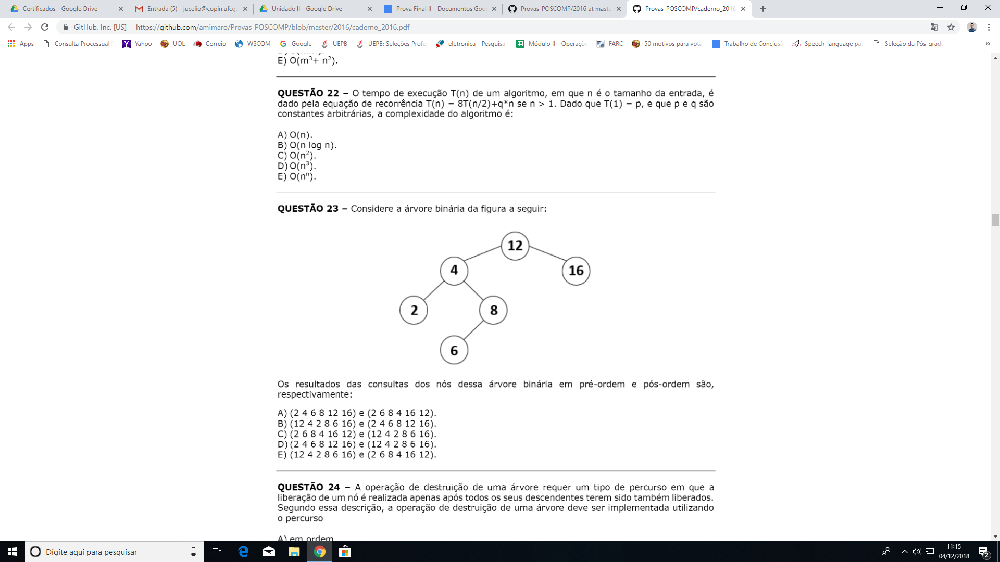 Certificados - Google Drive
Entrada (5) - jucelio@copin.ufcg.
Unidade II - Google Drive
Prova Final II - Documentos Goo
Provas-POSCOMP/2016 at maste
Provas-POSCOMP/caderno_2016
GitHub, Inc. [US] | https://github.com/amimaro/Provas-POSCOMP/blob/master/2016/caderno_2016.pdf
Apps
Consulta Processual
Yahoo
UOL
Correio
WSCOM
Google
UEPB
UEPB: Seleções Profe
eletronica - Pesquisa
Módulo II - Operaçõe
FARC
50 motivos para vota
Trabalho de Conclusã
Speech-language pat
Seleção da Pós-gradu
»
E) O(m³+ n²).
QUESTÃO 22 – O tempo de execução T(n) de um algoritmo, em que n é o tamanho da entrada, é
dado pela equação de recorrência T(n) = 8T(n/2)+q*n se n > 1. Dado que T(1) = p, e que p e q são
constantes arbitrárias, a complexidade do algoritmo é:
A) O(n).
B) O(n log n).
C) O(n²).
D) O(n³).
E) O(nⁿ).
QUESTÃO 23 – Considere a árvore binária da figura a seguir:
12
4
16
2
8
6
Os resultados das consultas dos nós dessa árvore binária em pré-ordem e pós-ordem são,
respectivamente:
A) (2 4 6 8 12 16) e (2 6 8 4 16 12).
B) (12 4 2 8 6 16) e (2 4 6 8 12 16).
C) (2 6 8 4 16 12) e (12 4 2 8 6 16).
D) (2 4 6 8 12 16) e (12 4 2 8 6 16).
E) (12 4 2 8 6 16) e (2 6 8 4 16 12).
QUESTÃO 24 – A operação de destruição de uma árvore requer um tipo de percurso em que a
liberação de um nó é realizada apenas após todos os seus descendentes terem sido também liberados.
Segundo essa descrição, a operação de destruição de uma árvore deve ser implementada utilizando
o percurso
A) em ordem.
Digite aqui para pesquisar
11:15
04/12/2018
2